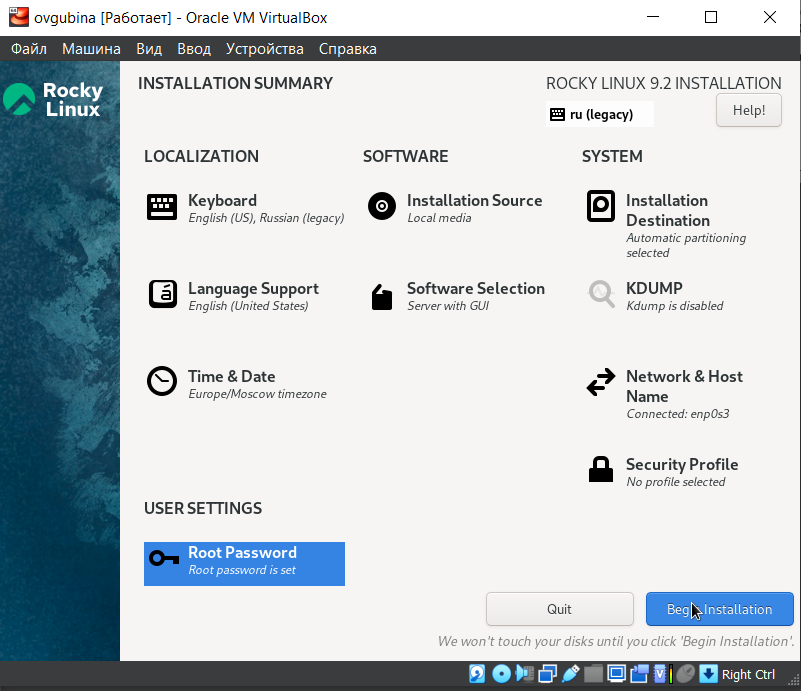 ovgubina [Работает] - Oracle VM VirtualBox
Файл Машина Вид Ввод Устройства Справка
Rocky
Linux
INSTALLATION SUMMARY
ROCKY LINUX 9.2 INSTALLATION
ru (legacy)
Help!
LOCALIZATION
Keyboard
English (US), Russian (legacy)
Language Support
English (United States)
Time & Date
Europe/Moscow timezone
SOFTWARE
Installation Source
Local media
Software Selection
Server with GUI
SYSTEM
Installation
Destination
Automatic partitioning
selected
KDUMP
Kdump is disabled
Network & Host
Name
Connected: enp0s3
Security Profile
No profile selected
USER SETTINGS
Root Password
Root password is set
Quit
Begin Installation
We won't touch your disks until you click 'Begin Installation'.
Right Ctrl